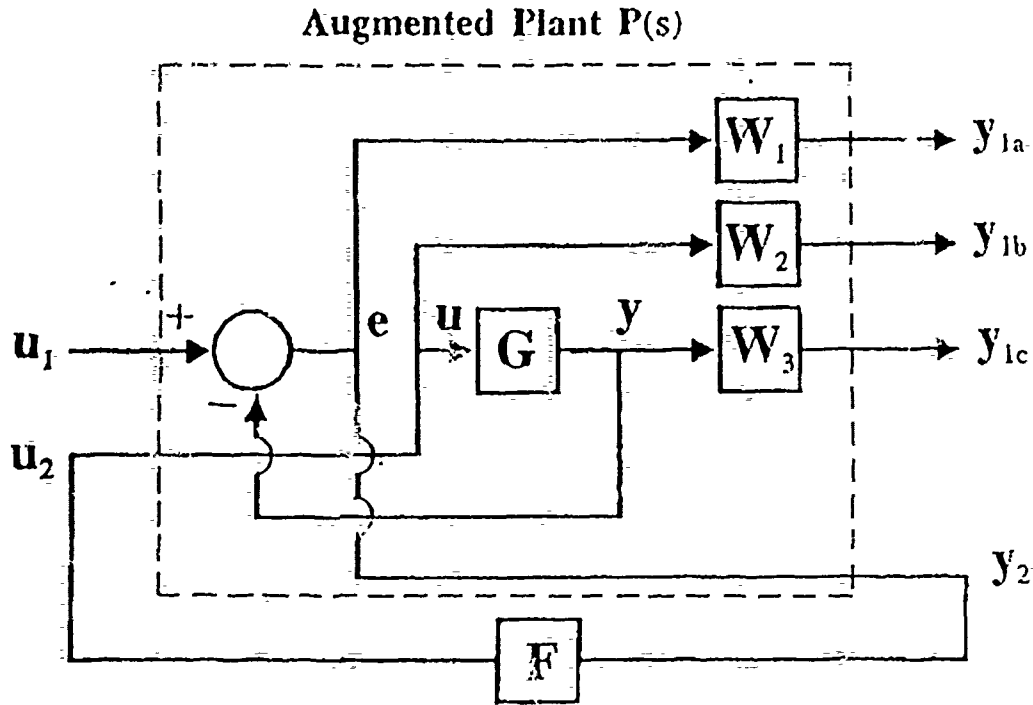 Augmented Plant P(s)
W₁
y₁ₐ
W₂
y₁b
+
e
u
G
y
W₃
y₁c
u₁
−
u₂
y₂
F